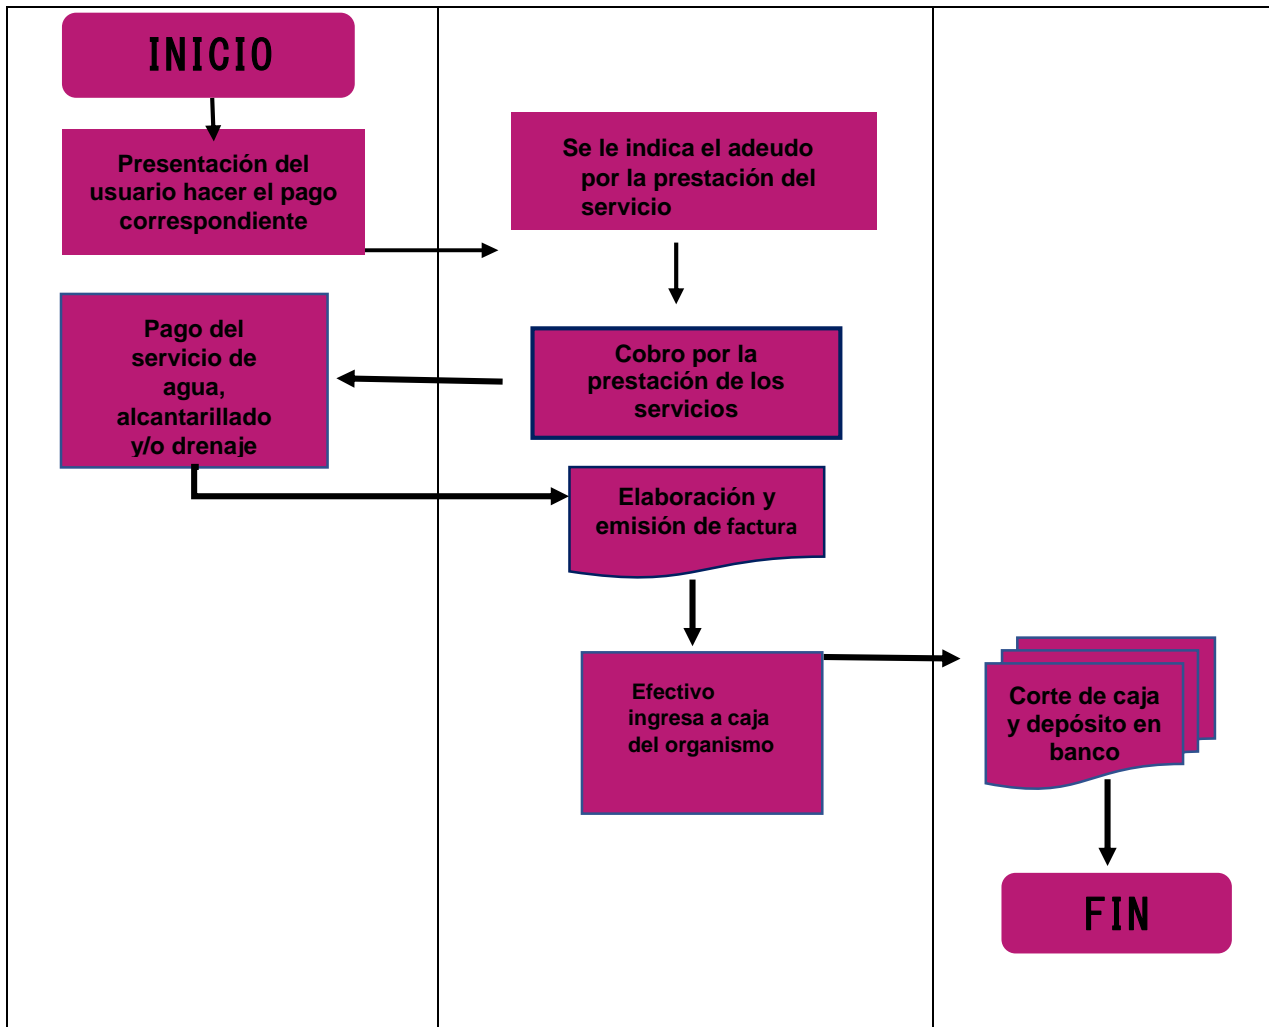 INICIO
Presentación del
usuario hacer el pago
correspondiente
Se le indica el adeudo
por la prestación del
servicio
Pago del
servicio de
agua,
alcantarillado
y/o drenaje
Cobro por la
prestación de los
servicios
Elaboración y
emisión de factura
Efectivo
ingresa a caja
del organismo
Corte de caja
y depósito en
banco
FIN